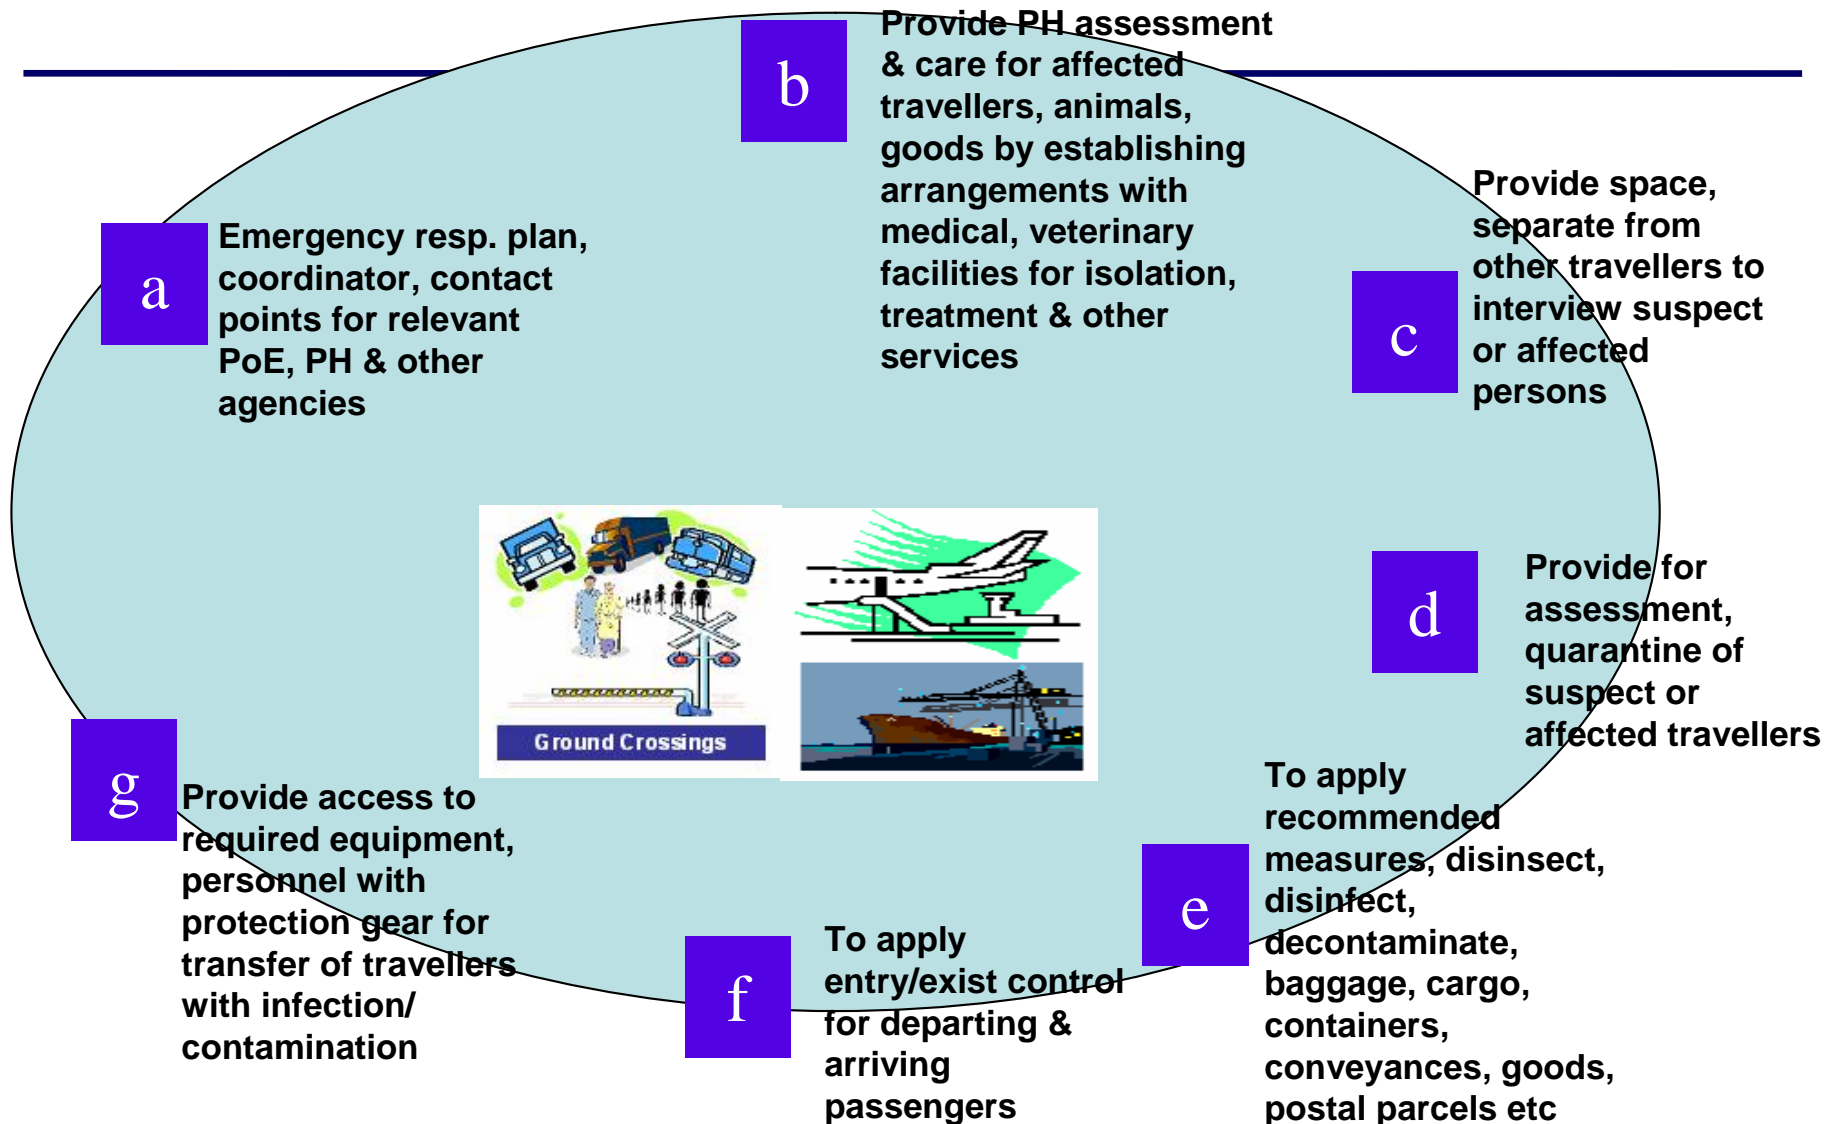 a
Emergency resp. plan,
coordinator, contact
points for relevant
PoE, PH & other
agencies
b
Provide PH assessment
& care for affected
travellers, animals,
goods by establishing
arrangements with
medical, veterinary
facilities for isolation,
treatment & other
services
c
Provide space,
separate from
other travellers to
interview suspect
or affected
persons
d
Provide for
assessment,
quarantine of
suspect or
affected travellers
e
To apply
recommended
measures, disinsect,
disinfect,
decontaminate,
baggage, cargo,
containers,
conveyances, goods,
postal parcels etc
f
To apply
entry/exist control
for departing &
arriving
passengers
g
Provide access to
required equipment,
personnel with
protection gear for
transfer of travellers
with infection/
contamination
Ground Crossings